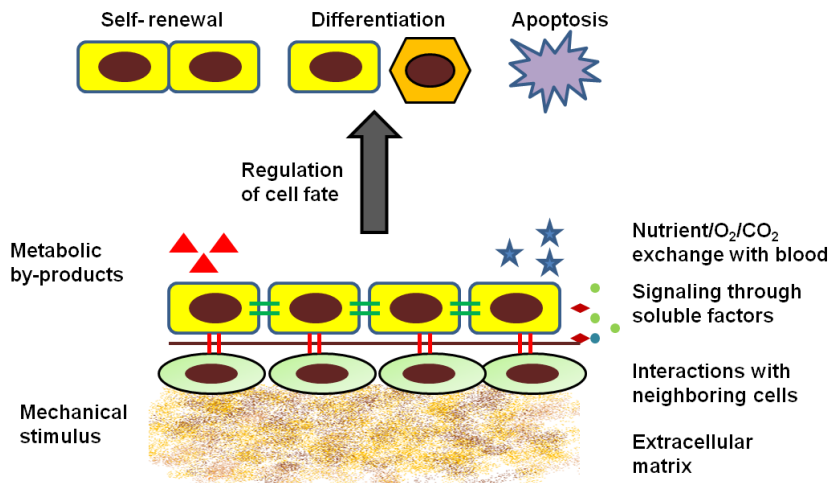 Self- renewal
Differentiation
Apoptosis
Regulation
of cell fate
Metabolic
by-products
Nutrient/O₂/CO₂
exchange with blood
Signaling through
soluble factors
Interactions with
neighboring cells
Mechanical
stimulus
Extracellular
matrix